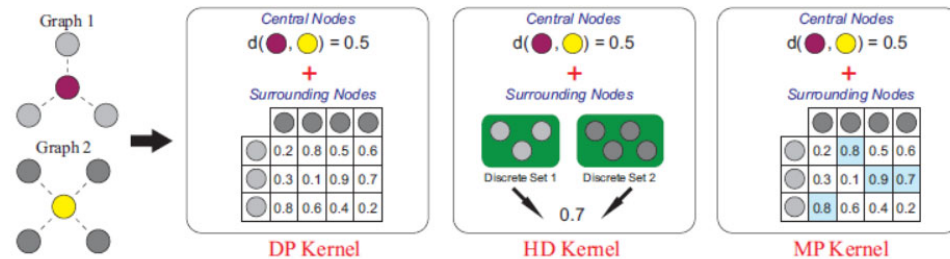 Graph 1
Graph 2
Central Nodes
d( , ) = 0.5
+
Surrounding Nodes
0.2 0.8 0.5 0.6
0.3 0.1 0.9 0.7
0.8 0.6 0.4 0.2
DP Kernel
Central Nodes
d( , ) = 0.5
+
Surrounding Nodes
Discrete Set 1 Discrete Set 2
0.7
HD Kernel
Central Nodes
d( , ) = 0.5
+
Surrounding Nodes
0.2 0.8 0.5 0.6
0.3 0.1 0.9 0.7
0.8 0.6 0.4 0.2
MP Kernel